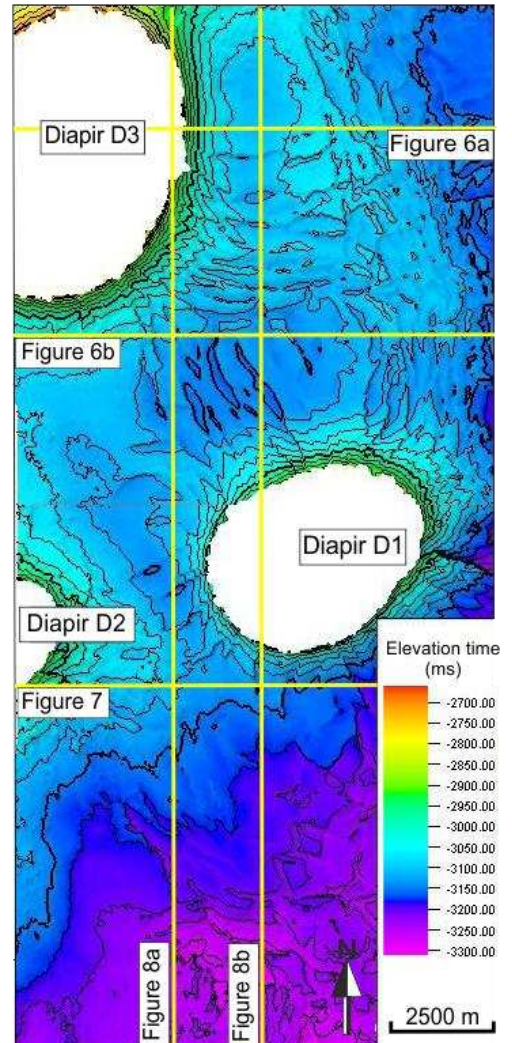 Diapir D3
Figure 6a
Figure 6b
Diapir D1
Diapir D2
Figure 7
Elevation time
(ms)
-2700.00
-2750.00
-2800.00
-2850.00
-2900.00
-2950.00
-3000.00
-3050.00
-3100.00
-3150.00
-3200.00
-3250.00
-3300.00
Figure 8a
Figure 8b
N
2500 m